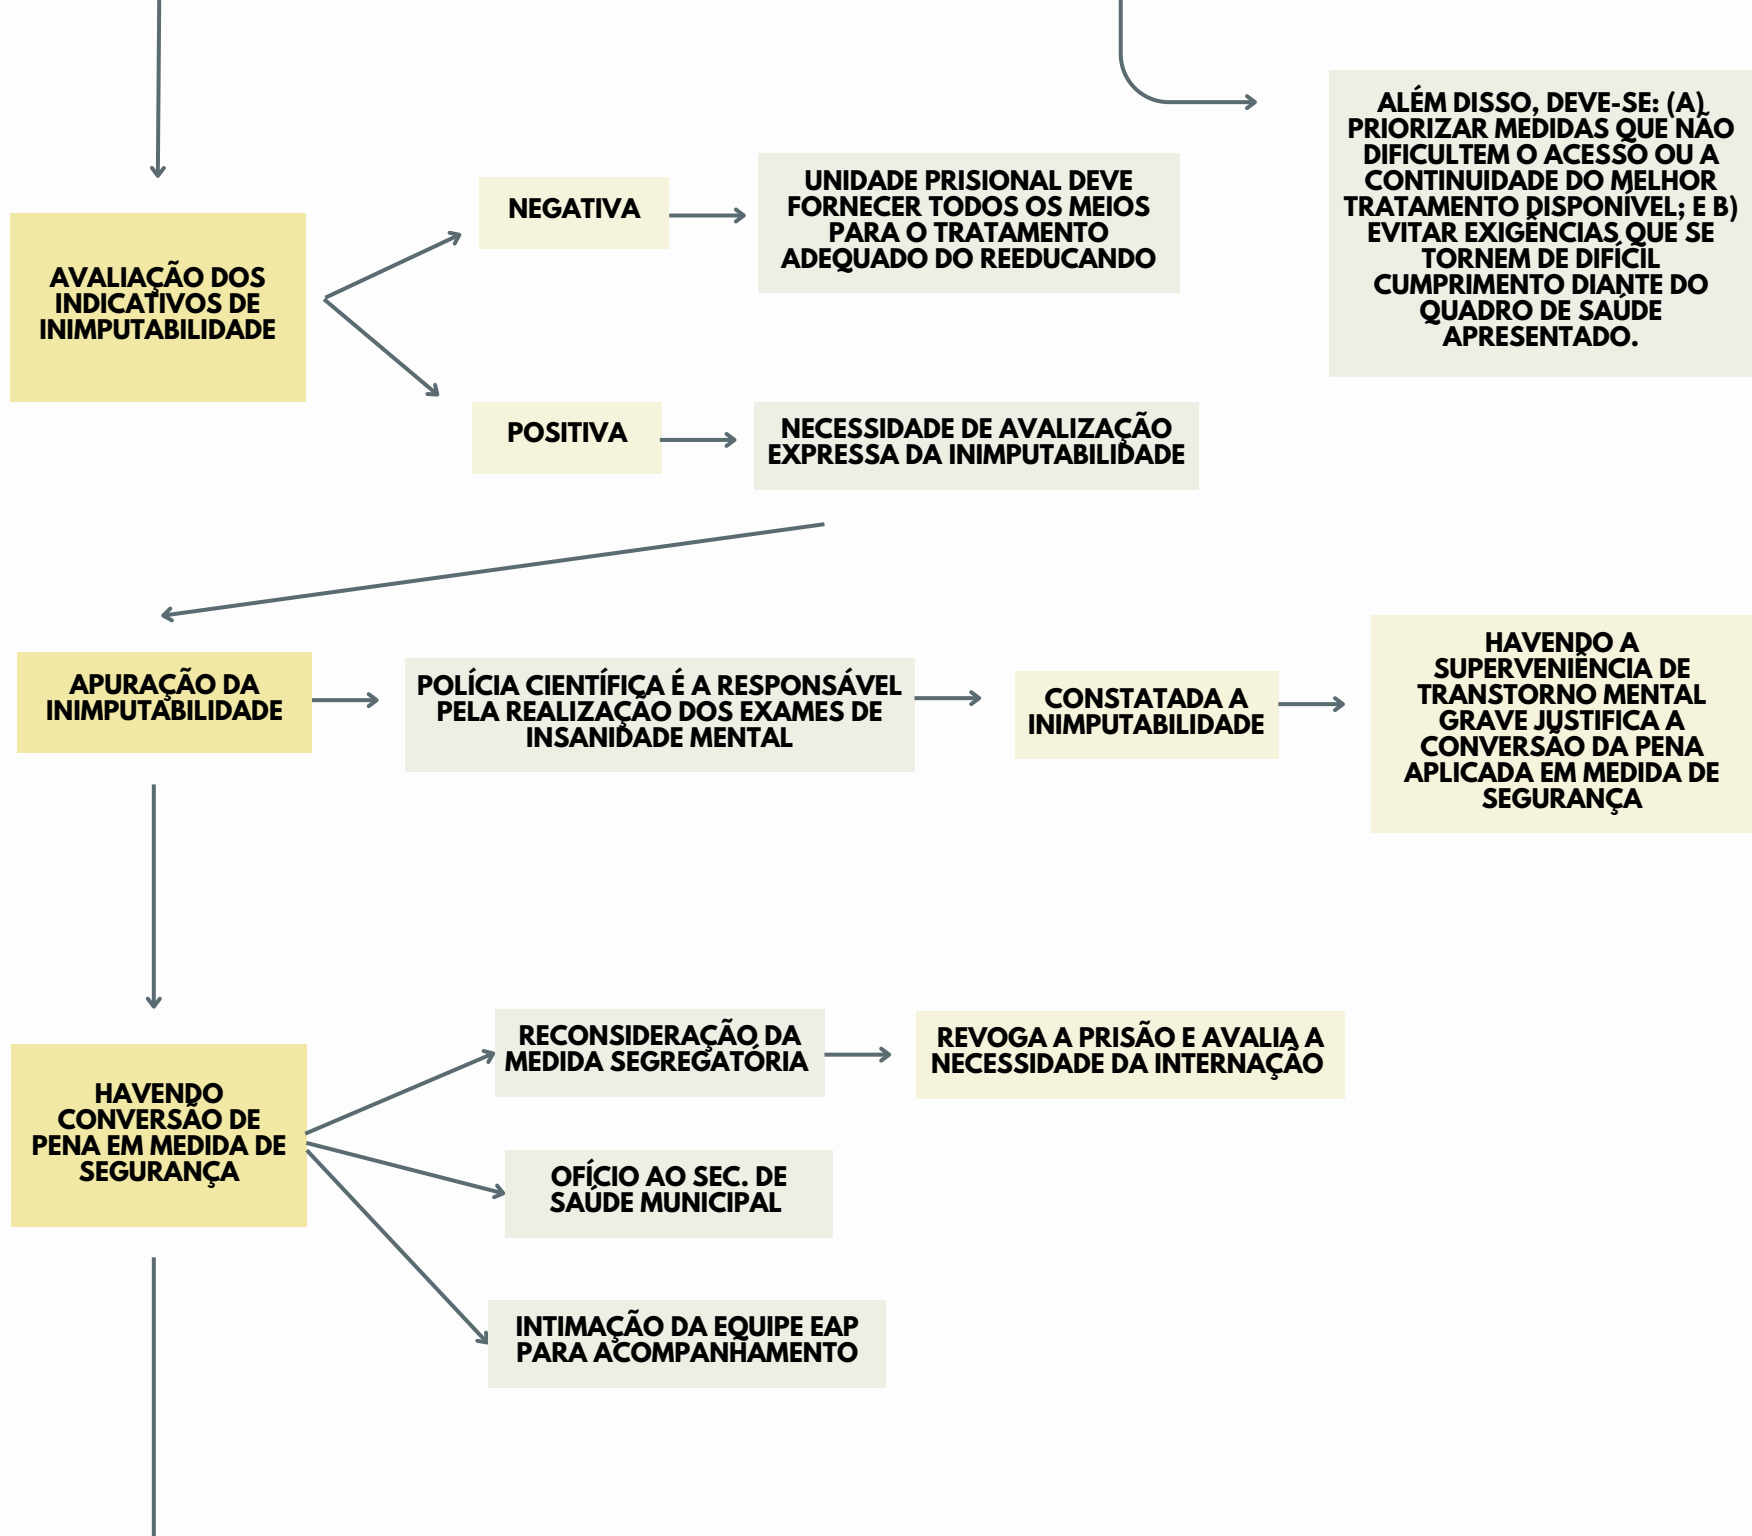 ALÉM DISSO, DEVE-SE: (A)
PRIORIZAR MEDIDAS QUE NÃO
DIFICULTEM O ACESSO OU A
CONTINUIDADE DO MELHOR
TRATAMENTO DISPONÍVEL; E B)
EVITAR EXIGÊNCIAS QUE SE
TORNEM DE DIFÍCIL
CUMPRIMENTO DIANTE DO
QUADRO DE SAÚDE
APRESENTADO.
AVALIAÇÃO DOS
INDICATIVOS DE
INIMPUTABILIDADE
NEGATIVA
UNIDADE PRISIONAL DEVE
FORNECER TODOS OS MEIOS
PARA O TRATAMENTO
ADEQUADO DO REEDUCANDO
POSITIVA
NECESSIDADE DE AVALIZAÇÃO
EXPRESSA DA INIMPUTABILIDADE
APURAÇÃO DA
INIMPUTABILIDADE
POLÍCIA CIENTÍFICA É A RESPONSÁVEL
PELA REALIZAÇÃO DOS EXAMES DE
INSANIDADE MENTAL
CONSTATADA A
INIMPUTABILIDADE
HAVENDO A
SUPERVENIÊNCIA DE
TRANSTORNO MENTAL
GRAVE JUSTIFICA A
CONVERSÃO DA PENA
APLICADA EM MEDIDA DE
SEGURANÇA
HAVENDO
CONVERSÃO DE
PENA EM MEDIDA DE
SEGURANÇA
RECONSIDERAÇÃO DA
MEDIDA SEGREGATÓRIA
REVOGA A PRISÃO E AVALIA A
NECESSIDADE DA INTERNAÇÃO
OFÍCIO AO SEC. DE
SAÚDE MUNICIPAL
INTIMAÇÃO DA EQUIPE EAP
PARA ACOMPANHAMENTO